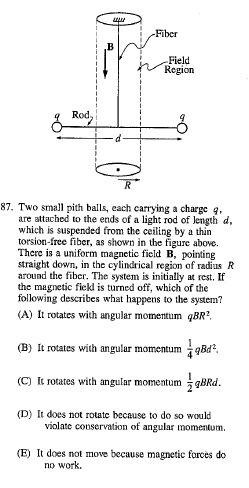 Fiber
B
Field
Region
q
Rod
q
d
R
87. Two small pith balls, each carrying a charge q,
are attached to the ends of a light rod of length d,
which is suspended from the ceiling by a thin
torsion-free fiber, as shown in the figure above.
There is a uniform magnetic field B, pointing
straight down, in the cylindrical region of radius R
around the fiber. The system is initially at rest. If
the magnetic field is turned off, which of the
following describes what happens to the system?
(A) It rotates with angular momentum qBR².
(B) It rotates with angular momentum 1/4 qBd².
(C) It rotates with angular momentum 1/2 qBRd.
(D) It does not rotate because to do so would
violate conservation of angular momentum.
(E) It does not move because magnetic forces do
no work.